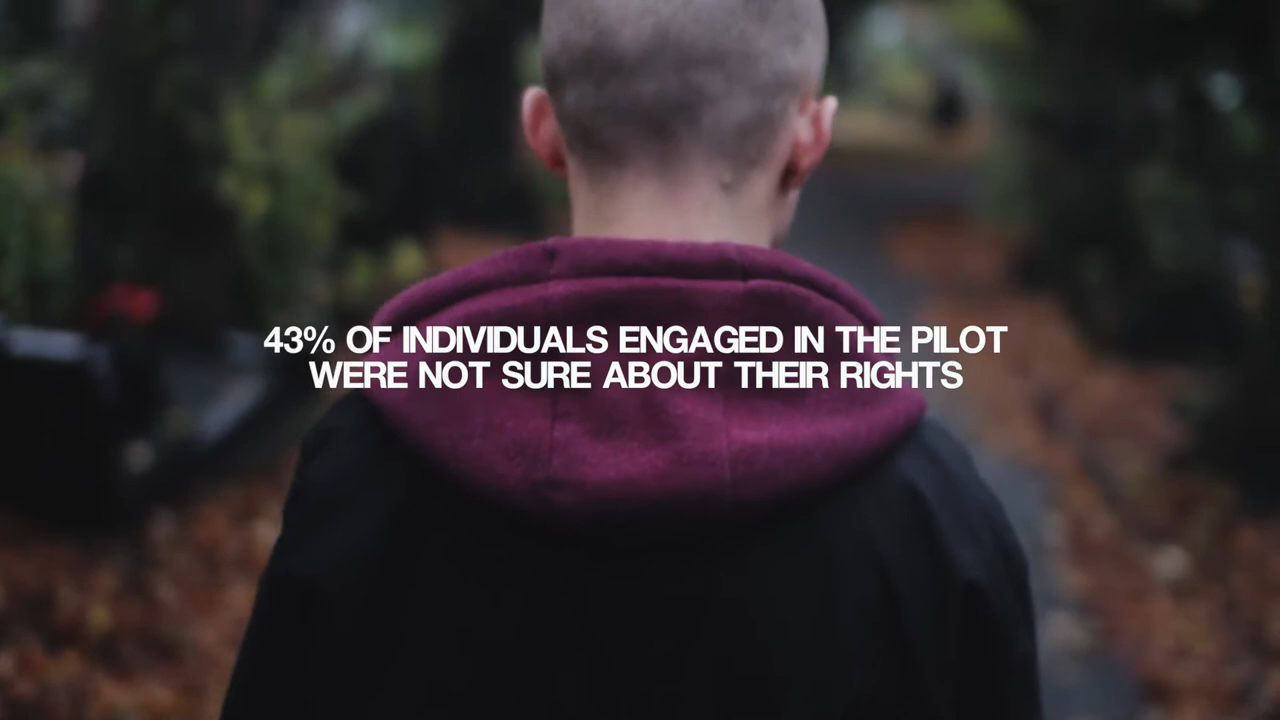 43% OF INDIVIDUALS ENGAGED IN THE PILOT
WERE NOT SURE ABOUT THEIR RIGHTS